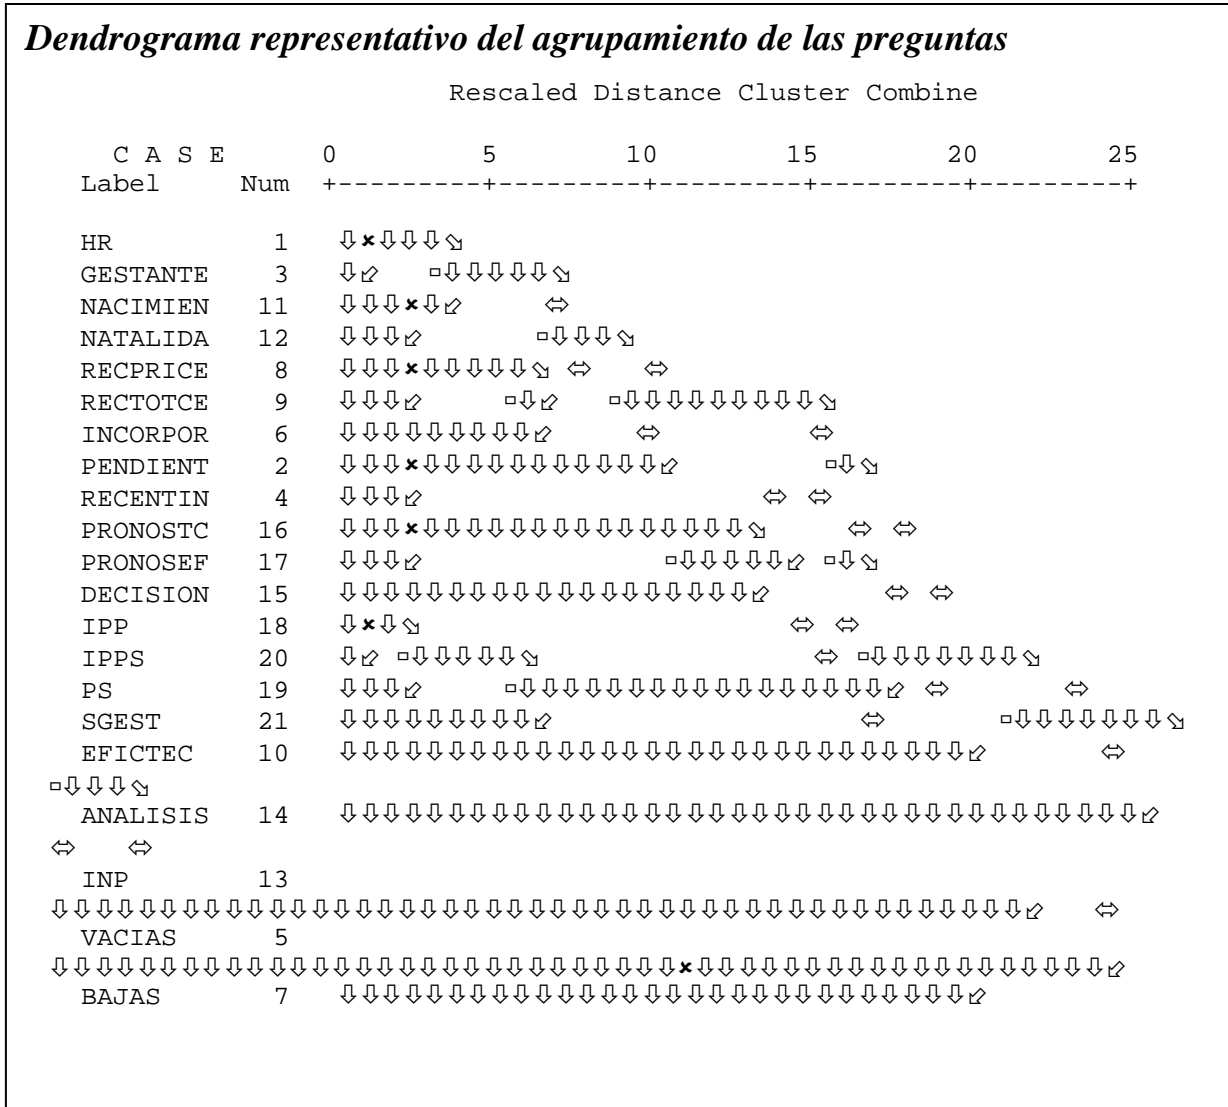 Dendrograma representativo del agrupamiento de las preguntas
Rescaled Distance Cluster Combine
C A S E 0 5 10 15 20 25
Label Num +---------+---------+---------+---------+---------+
HR 1 ⇩×⇩⇩⇩⬂
GESTANTE 3 ⇩⬃ ▫⇩⇩⇩⇩⇩⬂
NACIMIEN 11 ⇩⇩⇩×⇩⬃ ⇔
NATALIDA 12 ⇩⇩⇩⬃ ▫⇩⇩⇩⬂
RECPRICE 8 ⇩⇩⇩×⇩⇩⇩⇩⇩⇩⬂ ⇔ ⇔
RECTOTCE 9 ⇩⇩⇩⬃ ▫⇩⬃ ▫⇩⇩⇩⇩⇩⇩⇩⇩⇩⬂
INCORPOR 6 ⇩⇩⇩⇩⇩⇩⇩⇩⇩⬃ ⇔ ⇔
PENDIENT 2 ⇩⇩⇩×⇩⇩⇩⇩⇩⇩⇩⇩⇩⇩⇩⬃ ▫⇩⬂
RECENTIN 4 ⇩⇩⇩⬃ ⇔ ⇔
PRONOSTC 16 ⇩⇩⇩×⇩⇩⇩⇩⇩⇩⇩⇩⇩⇩⇩⇩⇩⇩⇩⬂ ⇔ ⇔
PRONOSEF 17 ⇩⇩⇩⬃ ▫⇩⇩⇩⇩⇩⬃ ▫⇩⬂
DECISION 15 ⇩⇩⇩⇩⇩⇩⇩⇩⇩⇩⇩⇩⇩⇩⇩⇩⇩⇩⇩⬃ ⇔ ⇔
IPP 18 ⇩×⇩⬂ ⇔ ⇔
IPPS 20 ⇩⬃ ▫⇩⇩⇩⇩⇩⬂ ⇔ ▫⇩⇩⇩⇩⇩⇩⇩⬂
PS 19 ⇩⇩⇩⬃ ▫⇩⇩⇩⇩⇩⇩⇩⇩⇩⇩⇩⇩⇩⇩⇩⇩⇩⬃ ⇔ ⇔
SGEST 21 ⇩⇩⇩⇩⇩⇩⇩⇩⇩⬃ ⇔ ▫⇩⇩⇩⇩⇩⇩⇩⬂
EFICTEC 10 ⇩⇩⇩⇩⇩⇩⇩⇩⇩⇩⇩⇩⇩⇩⇩⇩⇩⇩⇩⇩⇩⇩⇩⇩⇩⇩⇩⇩⇩⬃ ⇔
▫⇩⇩⇩⬂
ANALISIS 14 ⇩⇩⇩⇩⇩⇩⇩⇩⇩⇩⇩⇩⇩⇩⇩⇩⇩⇩⇩⇩⇩⇩⇩⇩⇩⇩⇩⇩⇩⇩⇩⇩⇩⇩⇩⇩⇩⇩⇩⬃
⇔ ⇔
INP 13
⇩⇩⇩⇩⇩⇩⇩⇩⇩⇩⇩⇩⇩⇩⇩⇩⇩⇩⇩⇩⇩⇩⇩⇩⇩⇩⇩⇩⇩⇩⇩⇩⇩⇩⇩⇩⇩⇩⇩⇩⇩⇩⇩⇩⇩⬃ ⇔
VACIAS 5
⇩⇩⇩⇩⇩⇩⇩⇩⇩⇩⇩⇩⇩⇩⇩⇩⇩⇩⇩⇩⇩⇩⇩⇩⇩⇩⇩⇩⇩×⇩⇩⇩⇩⇩⇩⇩⇩⇩⇩⇩⇩⇩⇩⇩⇩⇩⇩⇩⬃
BAJAS 7 ⇩⇩⇩⇩⇩⇩⇩⇩⇩⇩⇩⇩⇩⇩⇩⇩⇩⇩⇩⇩⇩⇩⇩⇩⇩⇩⇩⇩⇩⬃